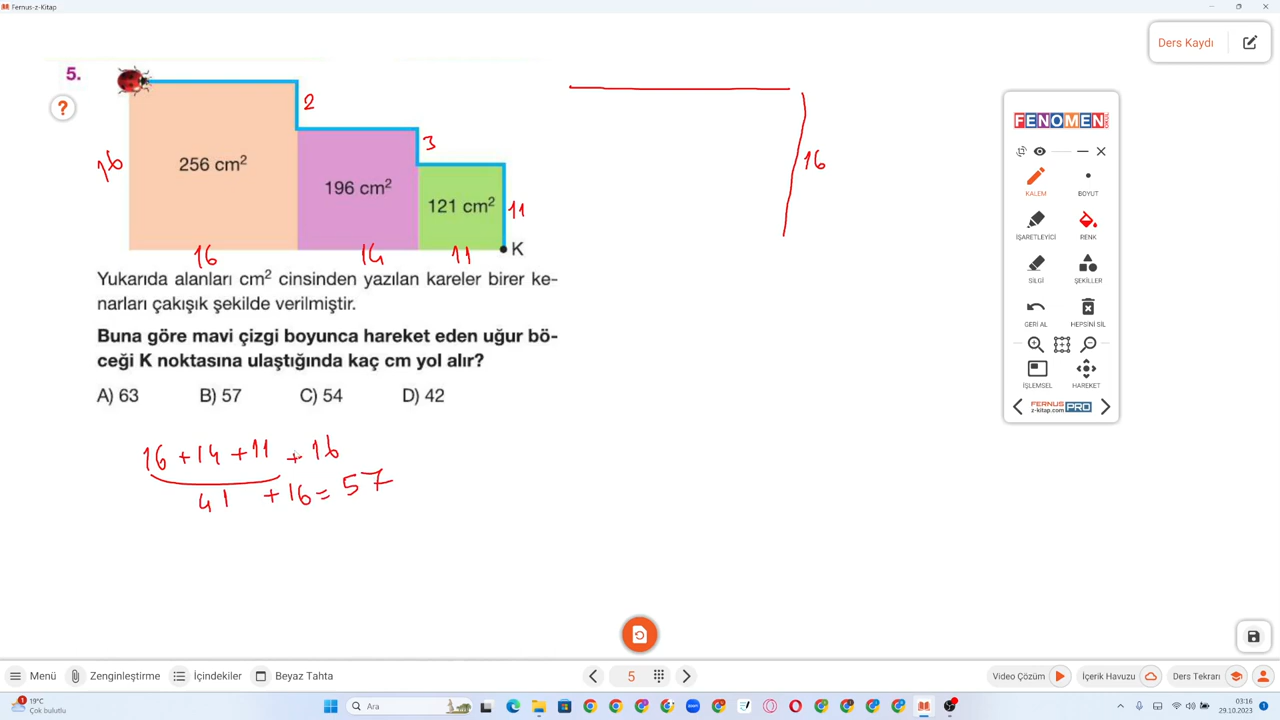 Fernus-z-Kitap
Ders Kaydı
5.
?
2
3
16
256 cm²
196 cm²
121 cm²
11
16
14
11
K
16
Yukarıda alanları cm² cinsinden yazılan kareler birer ke-
narları çakışık şekilde verilmiştir.
Buna göre mavi çizgi boyunca hareket eden uğur bö-
ceği K noktasına ulaştığında kaç cm yol alır?
A) 63 B) 57 C) 54 D) 42
16 + 14 + 11 + 16
41 + 16 = 57
FENOMEN
OKUL
KALEM BOYUT
İŞARETLEYİCİ RENK
SİLGİ ŞEKİLLER
GERİ AL HEPSİNİ SİL
İŞLEMSEL HAREKET
FERNUS
z-kitap.com PRO
Menü Zenginleştirme İçindekiler Beyaz Tahta 5 Video Çözüm İçerik Havuzu Ders Tekrarı
19°C
Çok bulutlu
Ara
03:16
29.10.2023